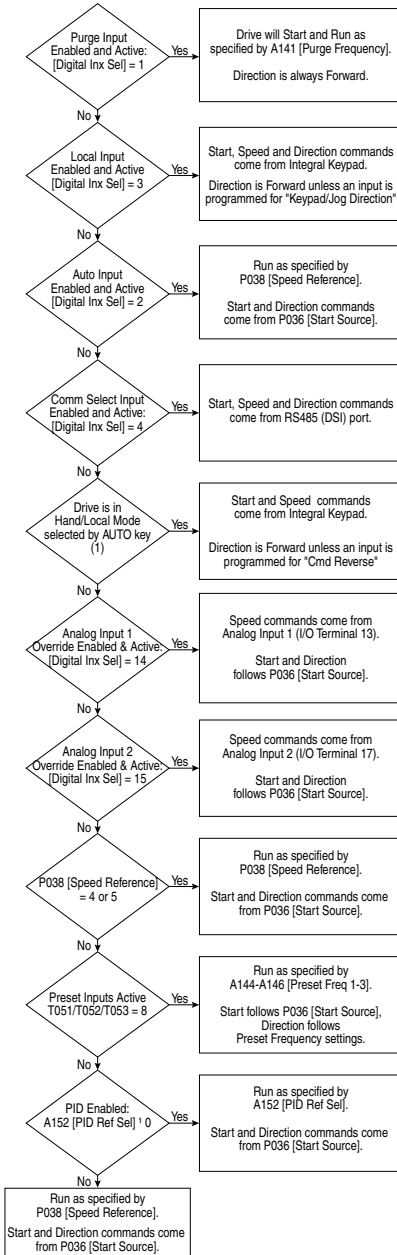 Purge Input
Enabled and Active:
[Digital Inx Sel] = 1
Yes
Drive will Start and Run as
specified by A141 [Purge Frequency].
Direction is always Forward.
No
Local Input
Enabled and Active
[Digital Inx Sel] = 3
Yes
Start, Speed and Direction commands
come from Integral Keypad.
Direction is Forward unless an input is
programmed for "Keypad/Jog Direction"
No
Auto Input
Enabled and Active
[Digital Inx Sel] = 2
Yes
Run as specified by
P038 [Speed Reference].
Start and Direction commands
come from P036 [Start Source].
No
Comm Select Input
Enabled and Active:
[Digital Inx Sel] = 4
Yes
Start, Speed and Direction commands
come from RS485 (DSI) port.
No
Drive is in
Hand/Local Mode
selected by AUTO key
(1)
Yes
Start and Speed commands
come from Integral Keypad.
Direction is Forward unless an input is
programmed for "Cmd Reverse"
No
Analog Input 1
Override Enabled & Active:
[Digital Inx Sel] = 14
Yes
Speed commands come from
Analog Input 1 (I/O Terminal 13).
Start and Direction
follows P036 [Start Source].
No
Analog Input 2
Override Enabled & Active:
[Digital Inx Sel] = 15
Yes
Speed commands come from
Analog Input 2 (I/O Terminal 17).
Start and Direction
follows P036 [Start Source].
No
P038 [Speed Reference]
= 4 or 5
Yes
Run as specified by
P038 [Speed Reference].
Start and Direction commands come
from P036 [Start Source].
No
Preset Inputs Active
T051/T052/T053 = 8
Yes
Run as specified by
A144-A146 [Preset Freq 1-3].
Start follows P036 [Start Source],
Direction follows
Preset Frequency settings.
No
PID Enabled:
A152 [PID Ref Sel] ¹ 0
Yes
Run as specified by
A152 [PID Ref Sel].
Start and Direction commands come
from P036 [Start Source].
No
Run as specified by
P038 [Speed Reference].
Start and Direction commands come
from P036 [Start Source].